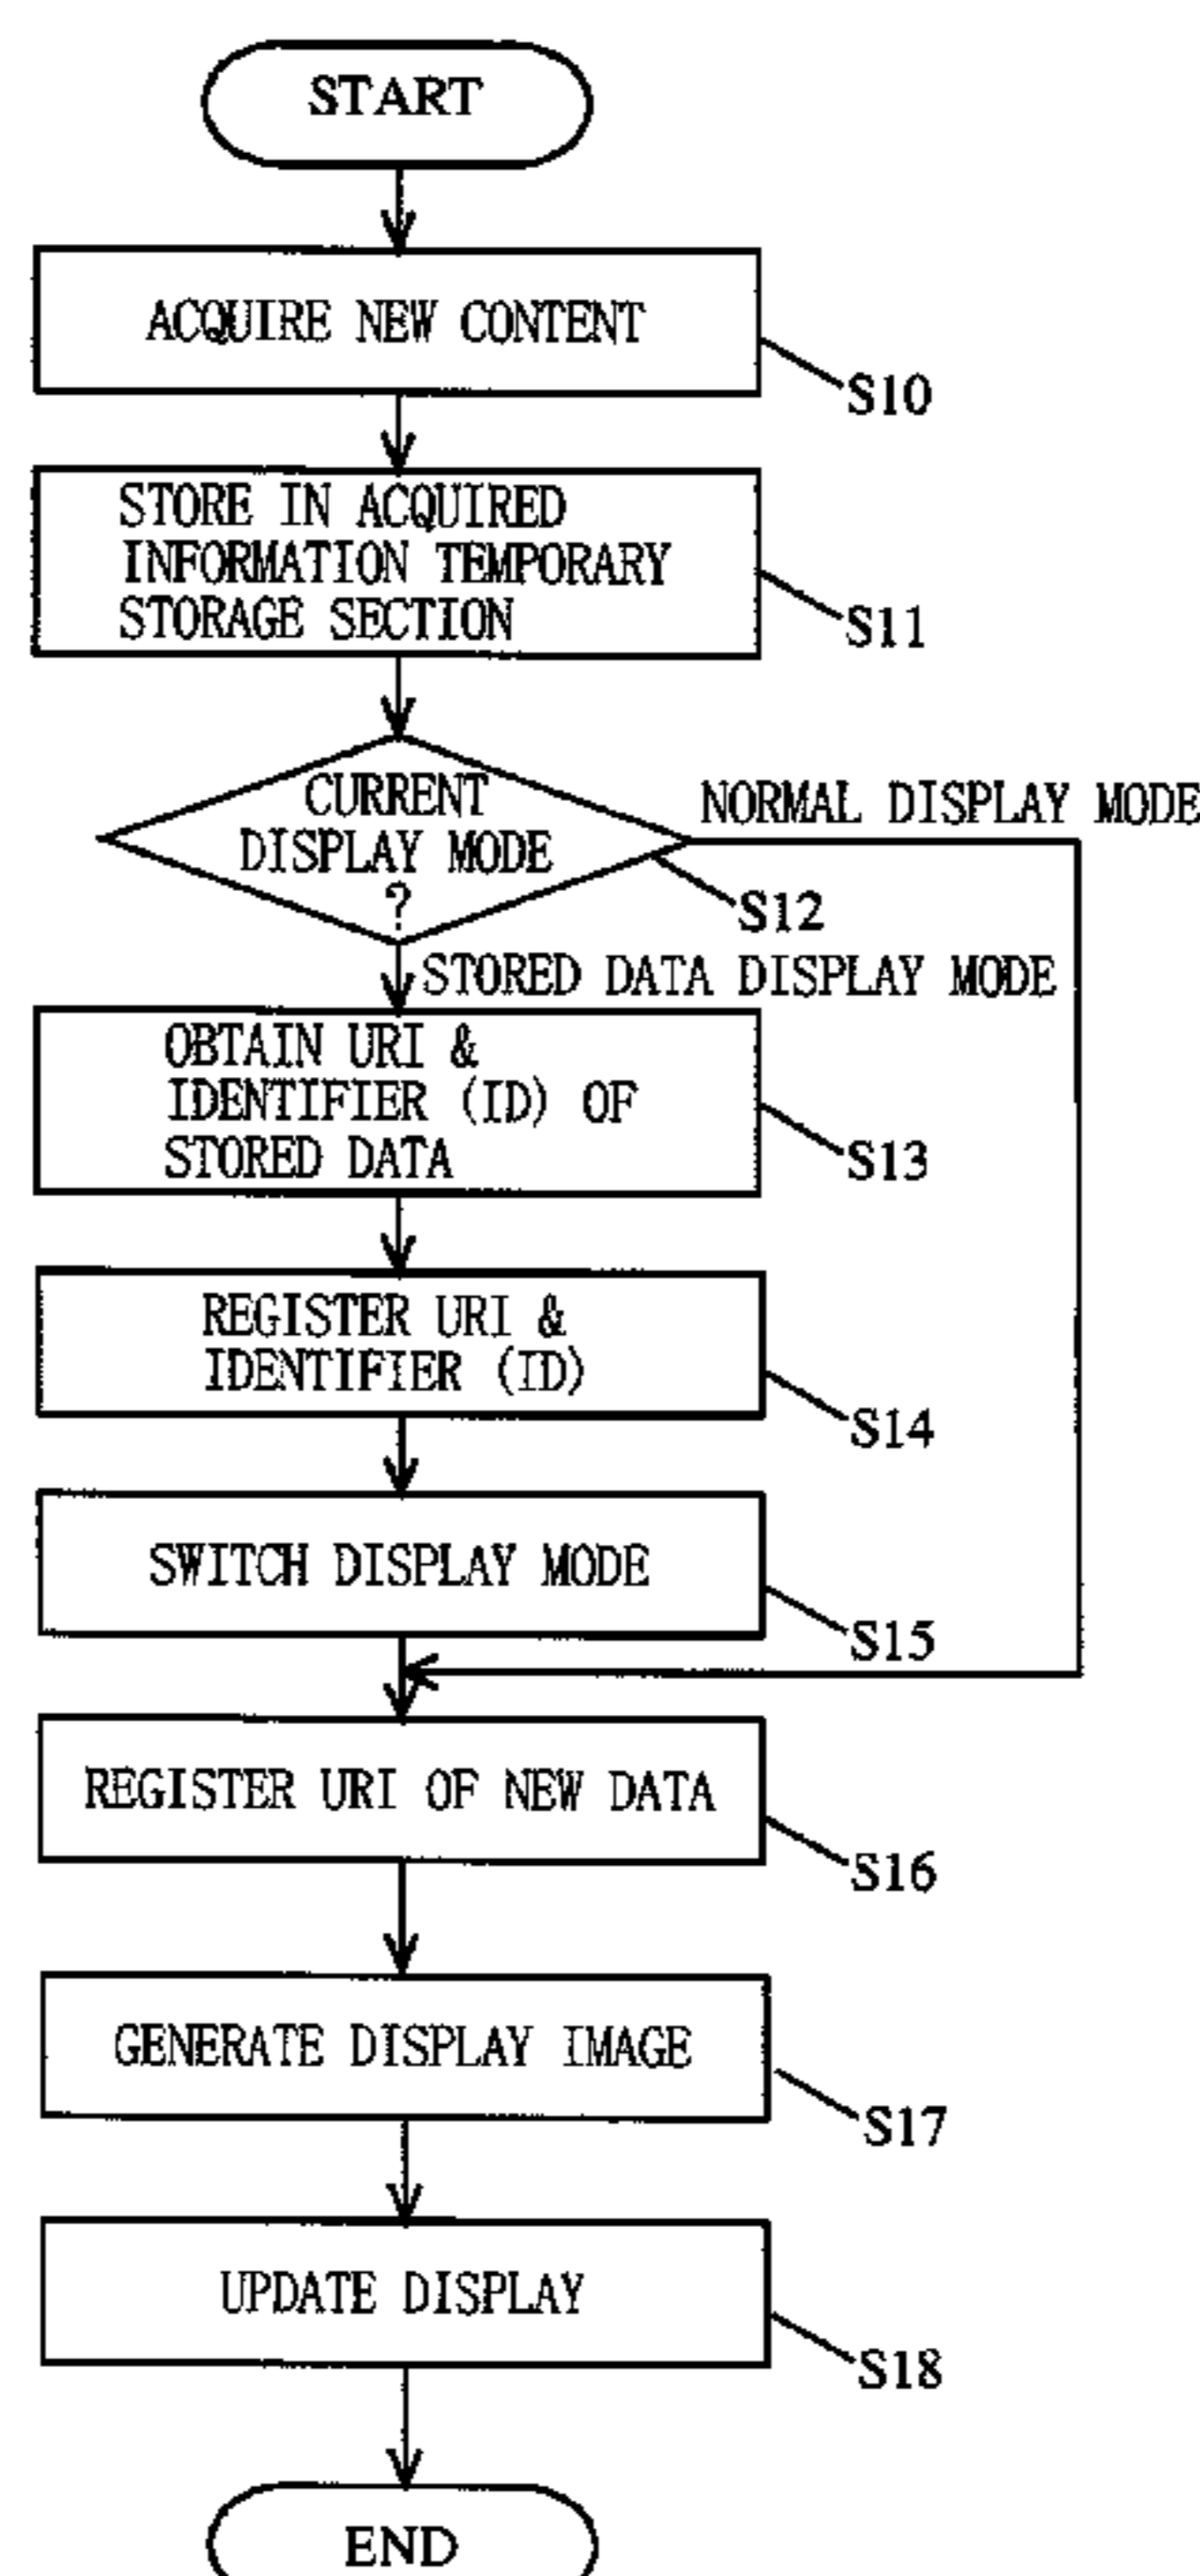 START
ACQUIRE NEW CONTENT
S10
STORE IN ACQUIRED
INFORMATION TEMPORARY
STORAGE SECTION
S11
CURRENT
DISPLAY MODE
?
NORMAL DISPLAY MODE
S12
STORED DATA DISPLAY MODE
OBTAIN URI &
IDENTIFIER (ID) OF
STORED DATA
S13
REGISTER URI &
IDENTIFIER (ID)
S14
SWITCH DISPLAY MODE
S15
REGISTER URI OF NEW DATA
S16
GENERATE DISPLAY IMAGE
S17
UPDATE DISPLAY
S18
END